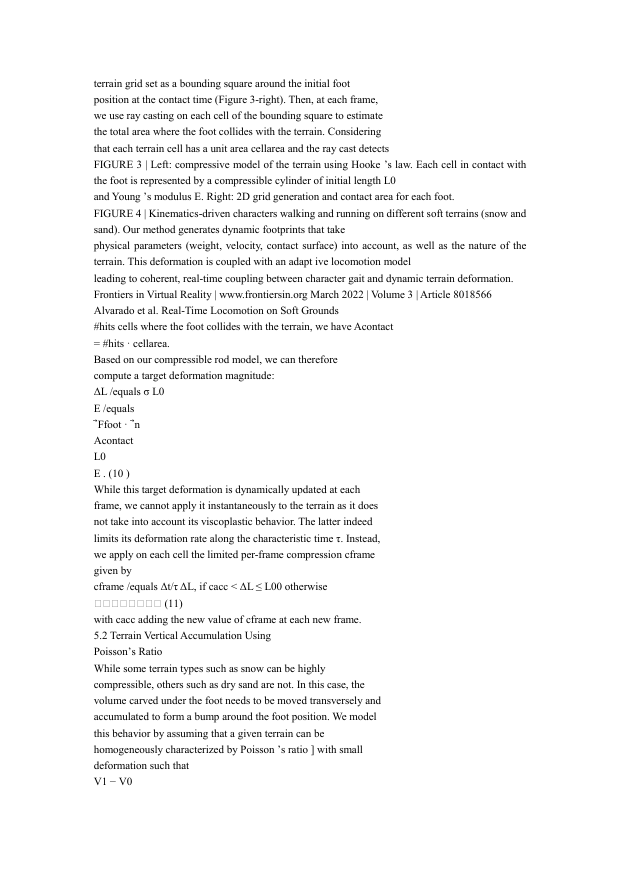 terrain grid set as a bounding square around the initial foot
position at the contact time (Figure 3-right). Then, at each frame,
we use ray casting on each cell of the bounding square to estimate
the total area where the foot collides with the terrain. Considering
that each terrain cell has a unit area cellarea and the ray cast detects
FIGURE 3 | Left: compressive model of the terrain using Hooke ’s law. Each cell in contact with
the foot is represented by a compressible cylinder of initial length L0
and Young ’s modulus E. Right: 2D grid generation and contact area for each foot.
FIGURE 4 | Kinematics-driven characters walking and running on different soft terrains (snow and
sand). Our method generates dynamic footprints that take
physical parameters (weight, velocity, contact surface) into account, as well as the nature of the
terrain. This deformation is coupled with an adapt ive locomotion model
leading to coherent, real-time coupling between character gait and dynamic terrain deformation.
Frontiers in Virtual Reality | www.frontiersin.org March 2022 | Volume 3 | Article 8018566
Alvarado et al. Real-Time Locomotion on Soft Grounds
#hits cells where the foot collides with the terrain, we have Acontact
= #hits · cellarea.
Based on our compressible rod model, we can therefore
compute a target deformation magnitude:
ΔL /equals σ L0
E /equals
⃗Ffoot · ⃗n
Acontact
L0
E . (10 )
While this target deformation is dynamically updated at each
frame, we cannot apply it instantaneously to the terrain as it does
not take into account its viscoplastic behavior. The latter indeed
limits its deformation rate along the characteristic time τ. Instead,
we apply on each cell the limited per-frame compression cframe
given by
cframe /equals Δt/τ ΔL, if cacc < ΔL ≤ L00 otherwise
□□□□□□□□ (11)
with cacc adding the new value of cframe at each new frame.
5.2 Terrain Vertical Accumulation Using
Poisson’s Ratio
While some terrain types such as snow can be highly
compressible, others such as dry sand are not. In this case, the
volume carved under the foot needs to be moved transversely and
accumulated to form a bump around the foot position. We model
this behavior by assuming that a given terrain can be
homogeneously characterized by Poisson ’s ratio ] with small
deformation such that
V1 − V0